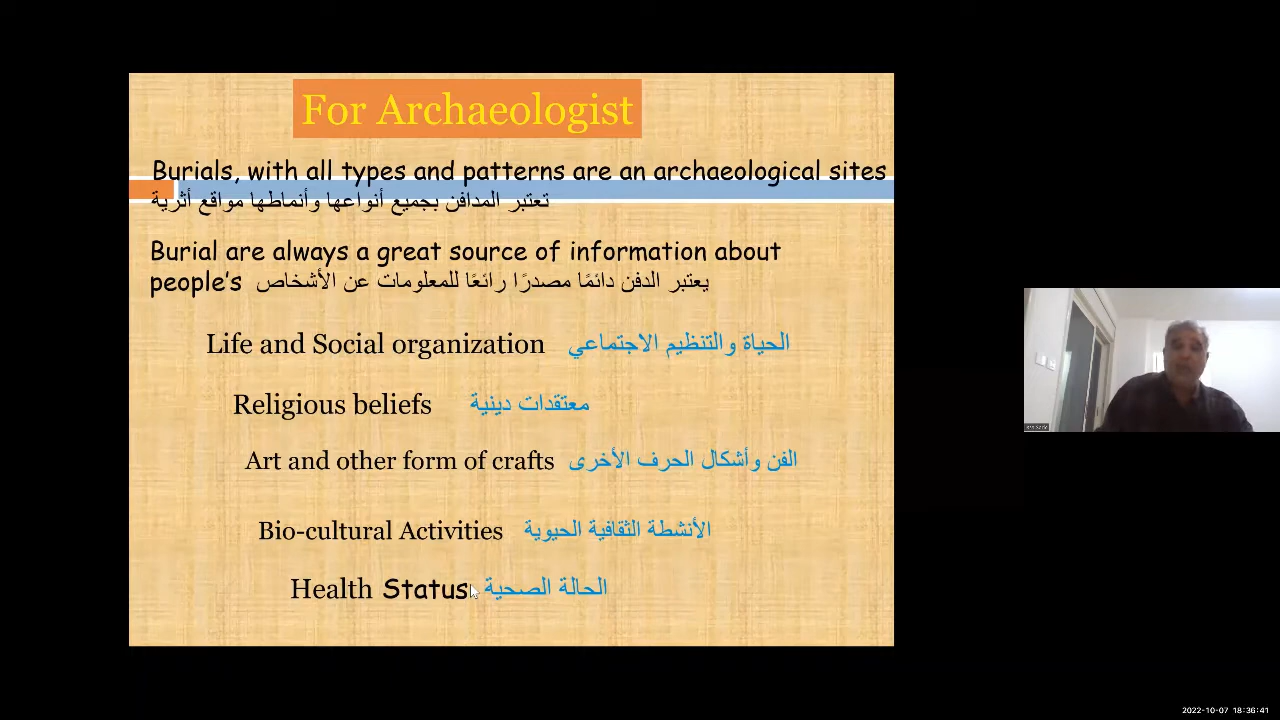 For Archaeologist
Burials, with all types and patterns are an archaeological sites
تعتبر المدافن بجميع أنواعها وأنماطها مواقع أثرية
Burial are always a great source of information about
people's يعتبر الدفن دائمًا مصدرًا رائعًا للمعلومات عن الأشخاص
Life and Social organization الحياة والتنظيم الاجتماعي
Religious beliefs معتقدات دينية
Art and other form of crafts الفن وأشكال الحرف الأخرى
Bio-cultural Activities الأنشطة الثقافية الحيوية
Health Status الحالة الصحية
2022-10-07 18:36:41